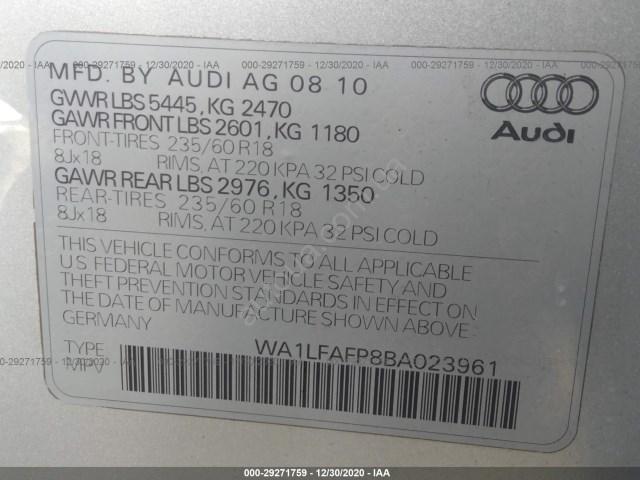 000-29271759 - 12/30/2020 - IAA
MFD. BY AUDI AG 08 10
GVWR LBS 5445, KG 2470
GAWR FRONT LBS 2601, KG 1180
FRONT-TIRES 235/60 R18
8Jx18 RIMS, AT 220 KPA 32 PSI COLD
GAWR REAR LBS 2976, KG 1350
REAR-TIRES 235/60 R18
8Jx18 RIMS, AT 220 KPA 32 PSI COLD
Audi
THIS VEHICLE CONFORMS TO ALL APPLICABLE
U.S. FEDERAL MOTOR VEHICLE SAFETY AND
THEFT PREVENTION STANDARDS IN EFFECT ON
THE DATE OF MANUFACTURE SHOWN ABOVE
GERMANY
TYPE WA1LFAFP8BA023961
MPV
000-29271759 - 12/30/2020 - IAA